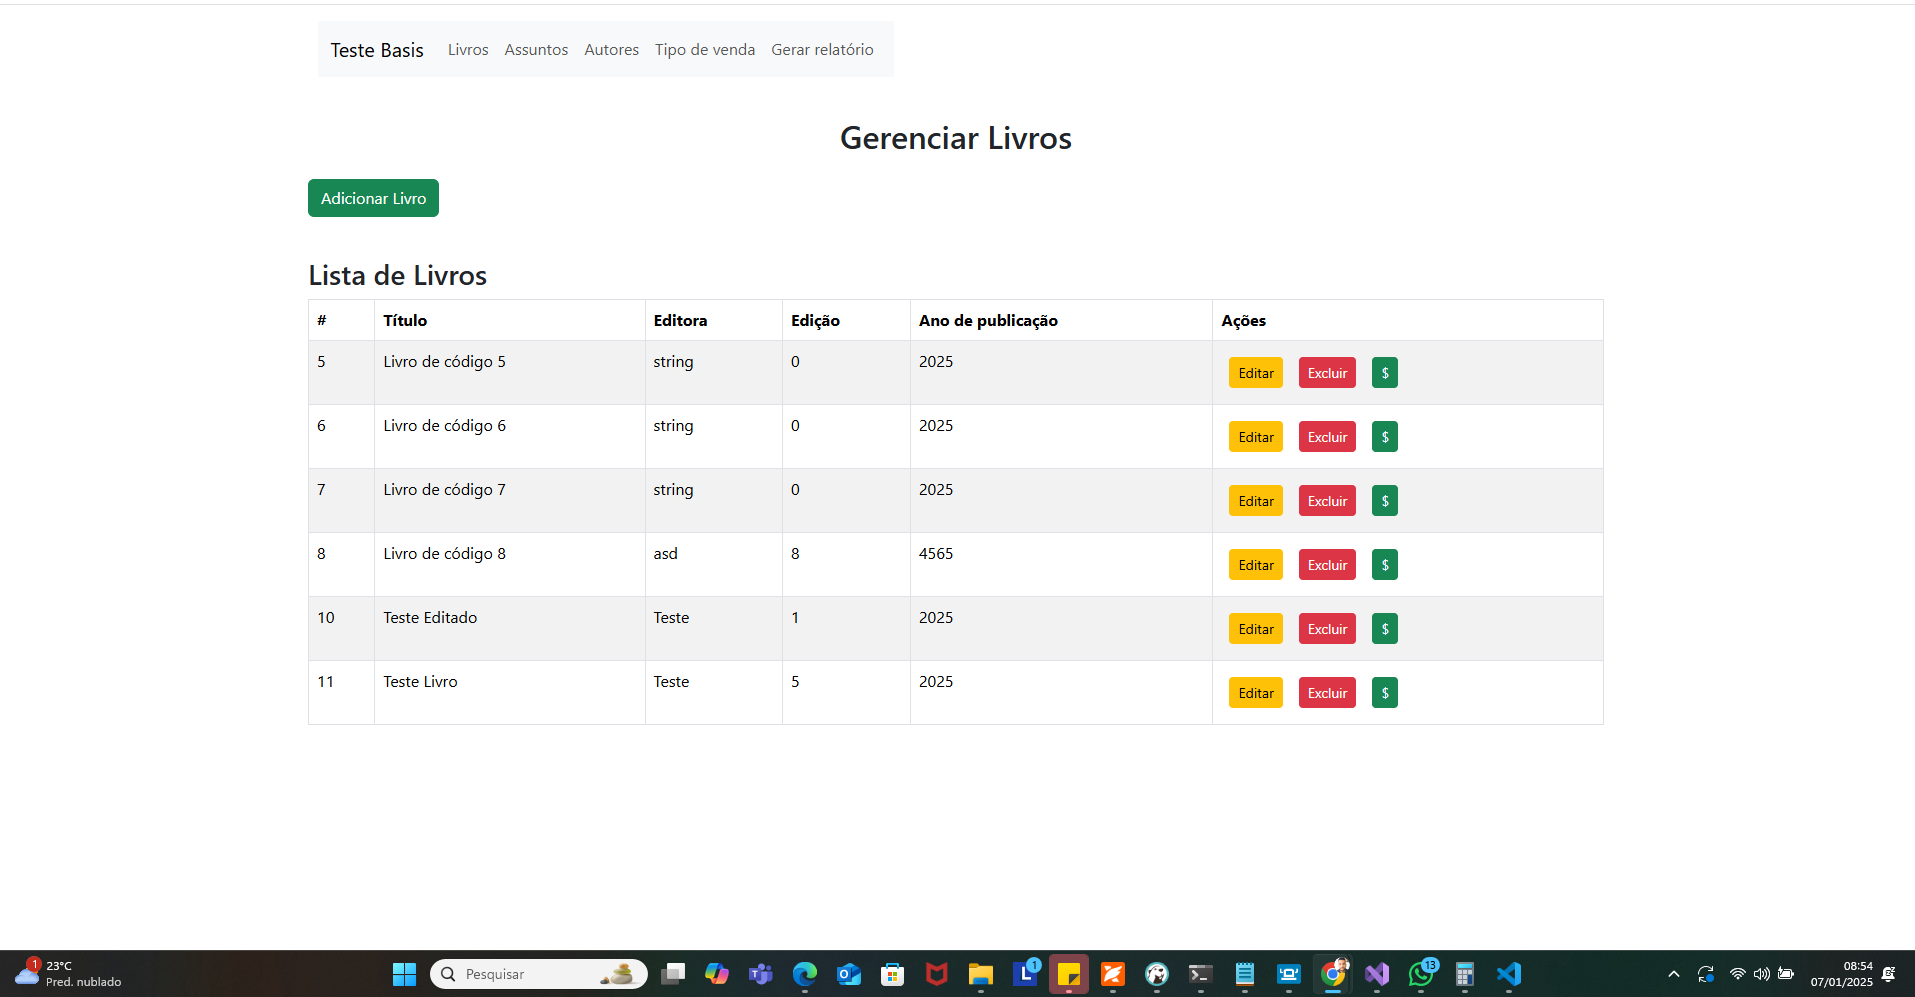 Teste Basis Livros Assuntos Autores Tipo de venda Gerar relatório
Gerenciar Livros
Adicionar Livro
Lista de Livros
# Título Editora Edição Ano de publicação Ações
5 Livro de código 5 string 0 2025 Editar Excluir $
6 Livro de código 6 string 0 2025 Editar Excluir $
7 Livro de código 7 string 0 2025 Editar Excluir $
8 Livro de código 8 asd 8 4565 Editar Excluir $
10 Teste Editado Teste 1 2025 Editar Excluir $
11 Teste Livro Teste 5 2025 Editar Excluir $
1 23°C
Pred. nublado
Pesquisar
1
13
08:54
07/01/2025